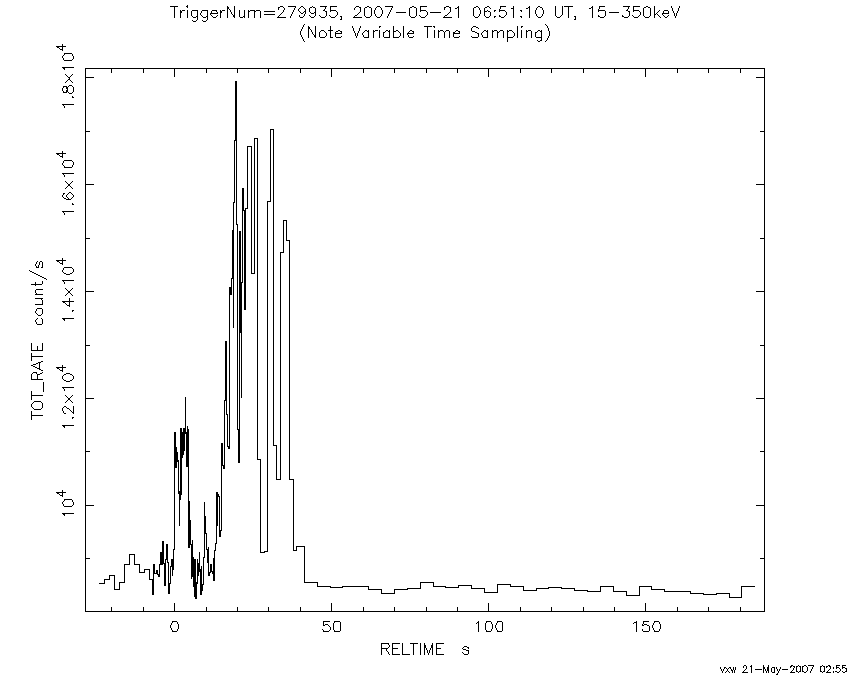 TriggerNum=279935, 2007-05-21 06:51:10 UT, 15-350keV
(Note Variable Time Sampling)
1.8×10⁴
1.6×10⁴
1.4×10⁴
1.2×10⁴
10⁴
TOT_RATE count/s
0 50 100 150
RELTIME s
vxw 21-May-2007 02:55